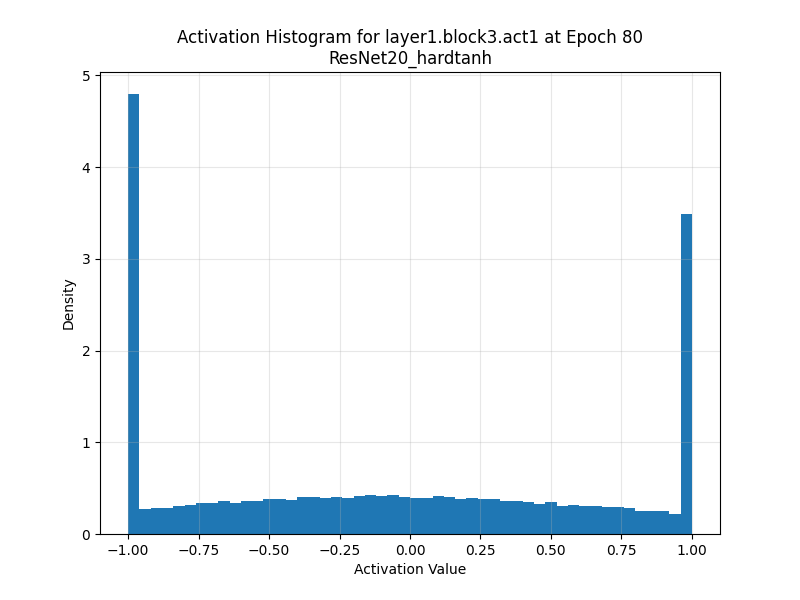 Activation Histogram for layer1.block3.act1 at Epoch 80
ResNet20_hardtanh
5
4
3
2
1
0
Density
−1.00 −0.75 −0.50 −0.25 0.00 0.25 0.50 0.75 1.00
Activation Value